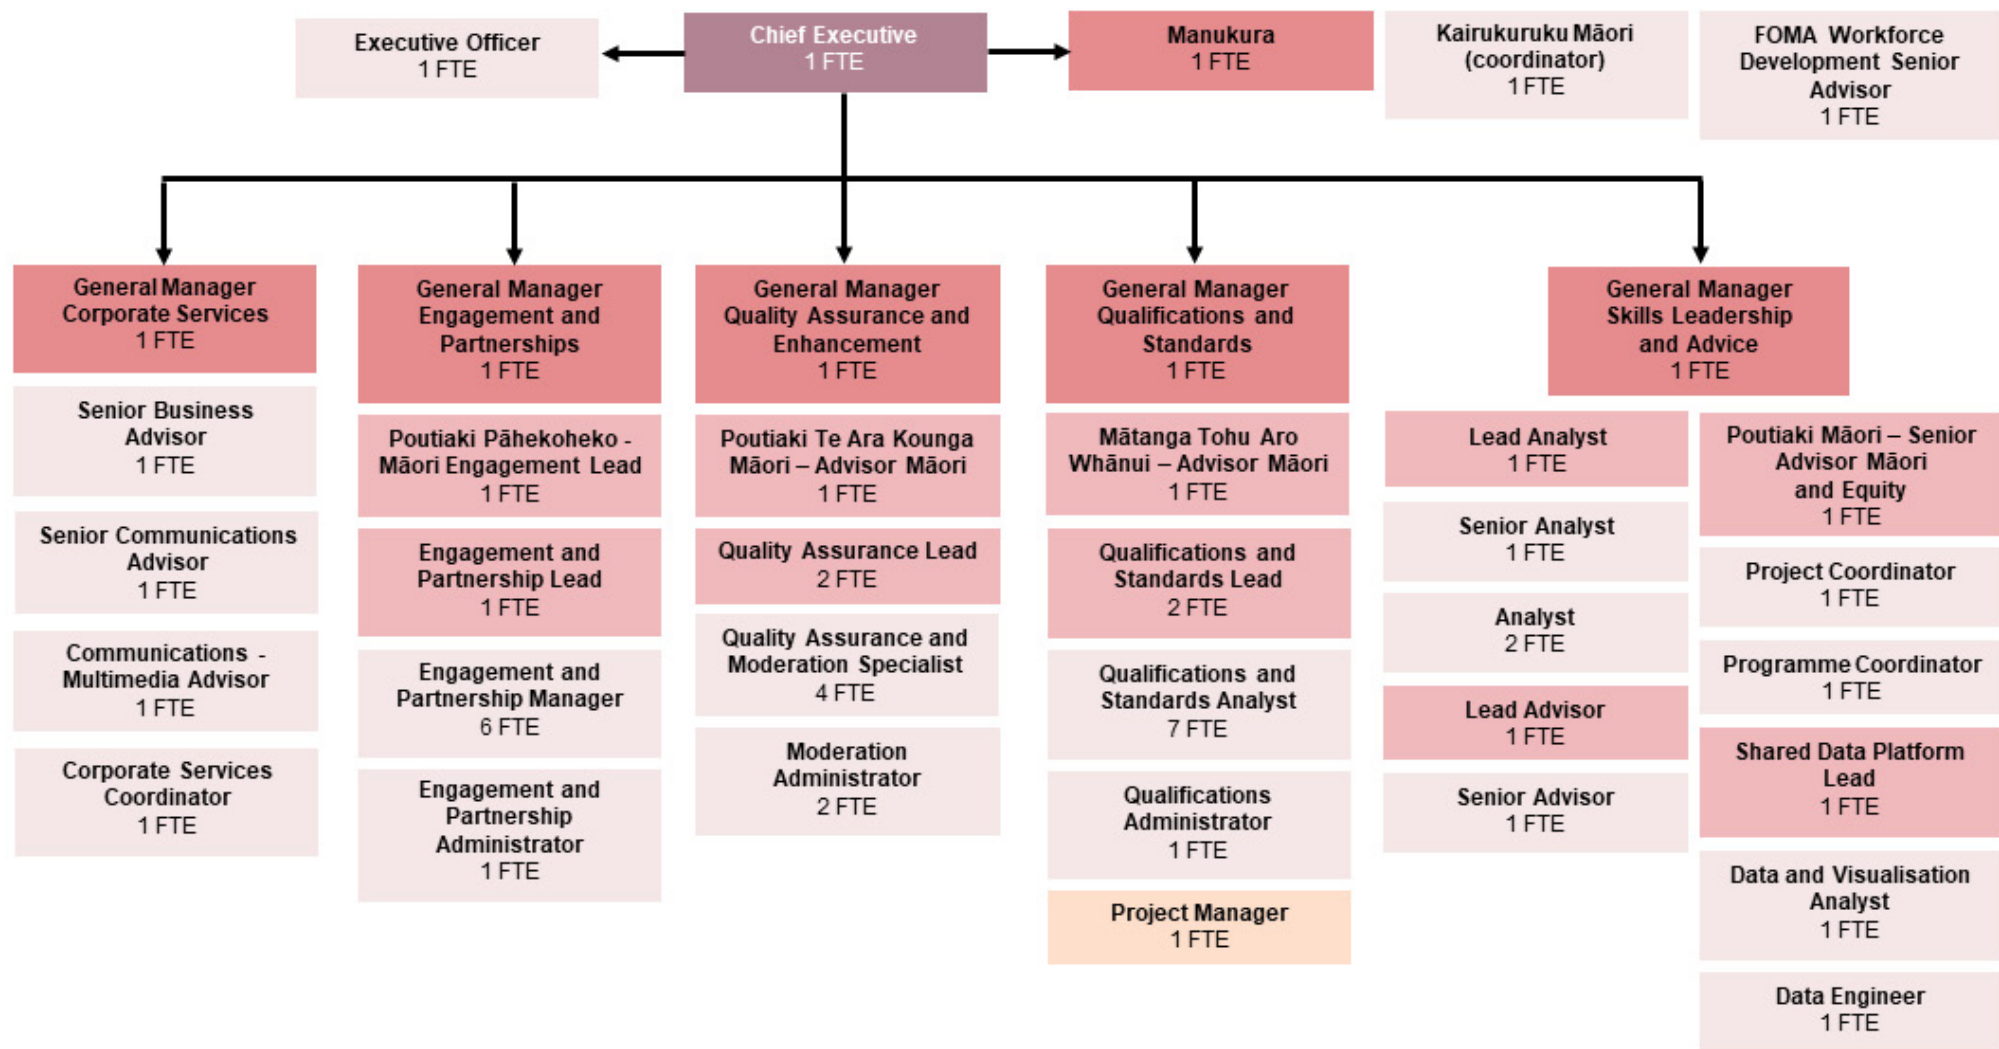 Executive Officer
1 FTE
Chief Executive
1 FTE
Manukura
1 FTE
Kairukuruku Māori
(coordinator)
1 FTE
FOMA Workforce
Development Senior
Advisor
1 FTE
General Manager
Corporate Services
1 FTE
Senior Business
Advisor
1 FTE
Senior Communications
Advisor
1 FTE
Communications -
Multimedia Advisor
1 FTE
Corporate Services
Coordinator
1 FTE
General Manager
Engagement and
Partnerships
1 FTE
Poutiaki Pāhekoheko -
Māori Engagement Lead
1 FTE
Engagement and
Partnership Lead
1 FTE
Engagement and
Partnership Manager
6 FTE
Engagement and
Partnership
Administrator
1 FTE
General Manager
Quality Assurance and
Enhancement
1 FTE
Poutiaki Te Ara Kounga
Māori – Advisor Māori
1 FTE
Quality Assurance Lead
2 FTE
Quality Assurance and
Moderation Specialist
4 FTE
Moderation
Administrator
2 FTE
General Manager
Qualifications and
Standards
1 FTE
Mātanga Tohu Aro
Whānui – Advisor Māori
1 FTE
Qualifications and
Standards Lead
2 FTE
Qualifications and
Standards Analyst
7 FTE
Qualifications
Administrator
1 FTE
Project Manager
1 FTE
General Manager
Skills Leadership
and Advice
1 FTE
Lead Analyst
1 FTE
Senior Analyst
1 FTE
Analyst
2 FTE
Lead Advisor
1 FTE
Senior Advisor
1 FTE
Poutiaki Māori – Senior
Advisor Māori
and Equity
1 FTE
Project Coordinator
1 FTE
Programme Coordinator
1 FTE
Shared Data Platform
Lead
1 FTE
Data and Visualisation
Analyst
1 FTE
Data Engineer
1 FTE